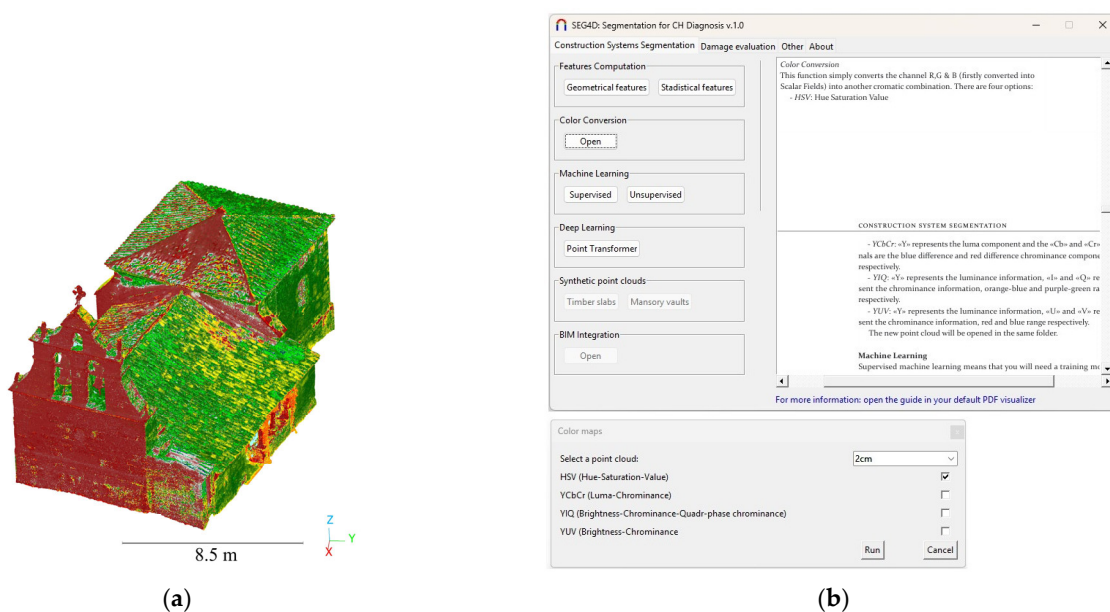 SEG4D: Segmentation for CH Diagnosis v.1.0
Construction Systems Segmentation Damage evaluation Other About
Features Computation
Geometrical features Stadistical features
Color Conversion
Open
Machine Learning
Supervised Unsupervised
Deep Learning
Point Transformer
Synthetic point clouds
Timber slabs Mansory vaults
BIM Integration
Open
Color Conversion
This function simply converts the channel R,G & B (firstly converted into
Scalar Fields) into another cromatic combination. There are four options:
- HSV: Hue Saturation Value
CONSTRUCTION SYSTEM SEGMENTATION
- YCbCr: «Y» represents the luma component and the «Cb» and «Cr»
nals are the blue difference and red difference chrominance compone
respectively.
- YIQ: «Y» represents the luminance information, «I» and «Q» re
sent the chrominance information, orange-blue and purple-green ra
respectively.
- YUV: «Y» represents the luminance information, «U» and «V» re
sent the chrominance information, red and blue range respectively.
The new point cloud will be opened in the same folder.
Machine Learning
Supervised machine learning means that you will need a training mo
For more information: open the guide in your default PDF visualizer
Color maps
Select a point cloud: 2cm
HSV (Hue-Saturation-Value)
YCbCr (Luma-Chrominance)
YIQ (Brightness-Chrominance-Quadr-phase chrominance)
YUV (Brightness-Chrominance
Run Cancel
Z
Y
X
8.5 m
(a) (b)